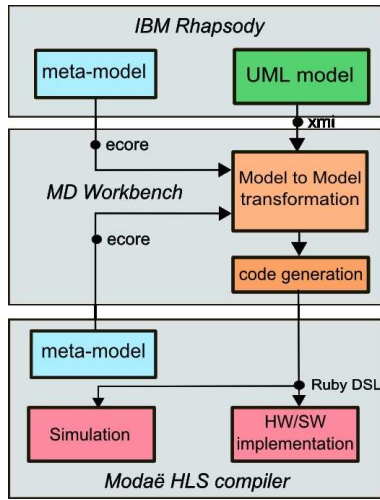 IBM Rhapsody
meta-model
UML model
xmi
ecore
MD Workbench
Model to Model
transformation
ecore
code generation
meta-model
Ruby DSL
Simulation
HW/SW
implementation
Modaë HLS compiler